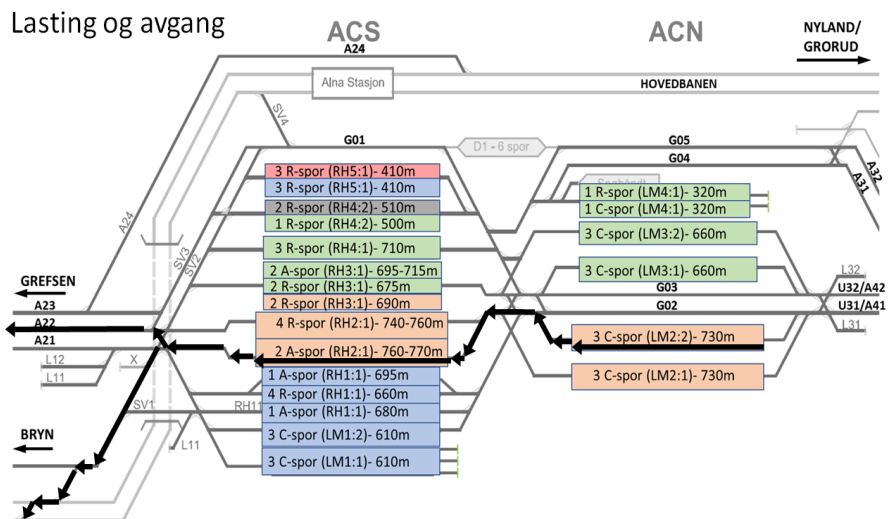 Lasting og avgang
ACS
ACN
NYLAND/
GRORUD
A24
Alna Stasjon
HOVEDBANEN
SV4
G01
D1 - 6 spor
G05
G04
A32
A31
3 R-spor (RH5:1)- 410m
3 R-spor (RH5:1)- 410m
2 R-spor (RH4:2)- 510m
1 R-spor (RH4:2)- 500m
3 R-spor (RH4:1)- 710m
2 A-spor (RH3:1)- 695-715m
2 R-spor (RH3:1)- 675m
2 R-spor (RH3:1)- 690m
4 R-spor (RH2:1)- 740-760m
2 A-spor (RH2:1)- 760-770m
1 A-spor (RH1:1)- 695m
4 R-spor (RH1:1)- 660m
1 A-spor (RH1:1)- 680m
3 C-spor (LM1:2)- 610m
3 C-spor (LM1:1)- 610m
1 R-spor (LM4:1)- 320m
1 C-spor (LM4:1)- 320m
3 C-spor (LM3:2)- 660m
3 C-spor (LM3:1)- 660m
G03
G02
3 C-spor (LM2:2)- 730m
3 C-spor (LM2:1)- 730m
L32
U32/A42
U31/A41
L31
A24
SV3
SV2
GREFSEN
A23
A22
A21
L12
L11
X
SV1
RH11
L11
BRYN